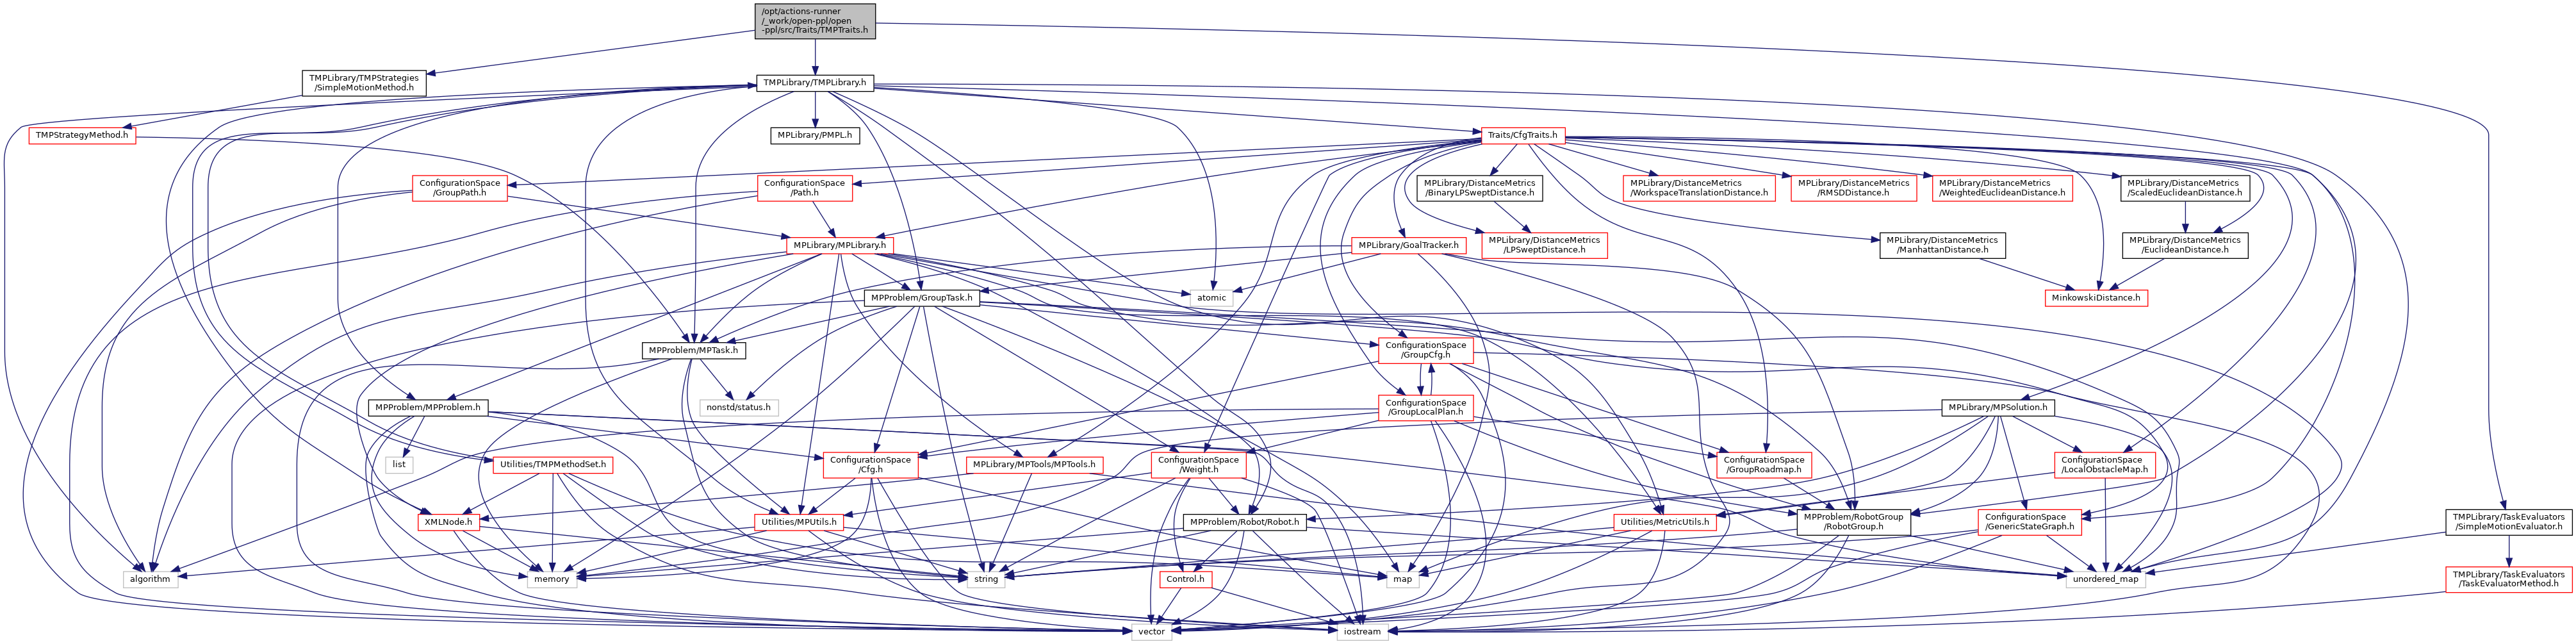 /opt/actions-runner
/_work/open-ppl/open
-ppl/src/Traits/TMPTraits.h
TMPLibrary/TMPStrategies
/SimpleMotionMethod.h
TMPLibrary/TMPLibrary.h
TMPStrategyMethod.h
MPLibrary/PMPL.h
Traits/CfgTraits.h
ConfigurationSpace
/GroupPath.h
ConfigurationSpace
/Path.h
MPLibrary/DistanceMetrics
/BinaryLPSweptDistance.h
MPLibrary/DistanceMetrics
/WorkspaceTranslationDistance.h
MPLibrary/DistanceMetrics
/RMSDDistance.h
MPLibrary/DistanceMetrics
/WeightedEuclideanDistance.h
MPLibrary/DistanceMetrics
/ScaledEuclideanDistance.h
MPLibrary/MPLibrary.h
MPLibrary/GoalTracker.h
MPLibrary/DistanceMetrics
/LPSweptDistance.h
MPLibrary/DistanceMetrics
/ManhattanDistance.h
MPLibrary/DistanceMetrics
/EuclideanDistance.h
MPProblem/GroupTask.h
atomic
MinkowskiDistance.h
MPProblem/MPTask.h
ConfigurationSpace
/GroupCfg.h
MPProblem/MPProblem.h
nonstd/status.h
ConfigurationSpace
/GroupLocalPlan.h
MPLibrary/MPSolution.h
list
Utilities/TMPMethodSet.h
ConfigurationSpace
/Cfg.h
MPLibrary/MPTools/MPTools.h
ConfigurationSpace
/Weight.h
ConfigurationSpace
/GroupRoadmap.h
ConfigurationSpace
/LocalObstacleMap.h
XMLNode.h
Utilities/MPUtils.h
MPProblem/Robot/Robot.h
Utilities/MetricUtils.h
MPProblem/RobotGroup
/RobotGroup.h
ConfigurationSpace
/GenericStateGraph.h
TMPLibrary/TaskEvaluators
/SimpleMotionEvaluator.h
algorithm
memory
string
Control.h
map
unordered_map
TMPLibrary/TaskEvaluators
/TaskEvaluatorMethod.h
vector
iostream